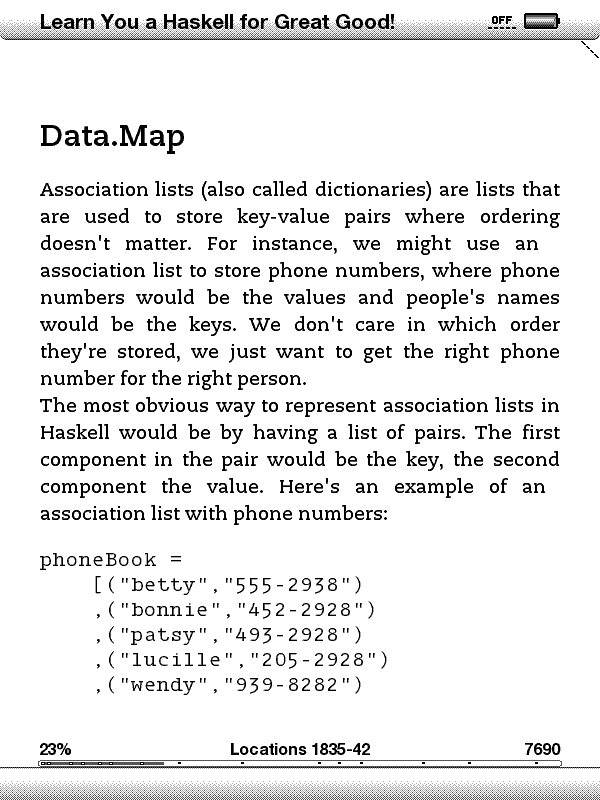 Learn You a Haskell for Great Good!
OFF
Data.Map
Association lists (also called dictionaries) are lists that
are used to store key-value pairs where ordering
doesn't matter. For instance, we might use an
association list to store phone numbers, where phone
numbers would be the values and people's names
would be the keys. We don't care in which order
they're stored, we just want to get the right phone
number for the right person.
The most obvious way to represent association lists in
Haskell would be by having a list of pairs. The first
component in the pair would be the key, the second
component the value. Here's an example of an
association list with phone numbers:
phoneBook =
    [("betty","555-2938")
    ,("bonnie","452-2928")
    ,("patsy","493-2928")
    ,("lucille","205-2928")
    ,("wendy","939-8282")
23% Locations 1835-42 7690